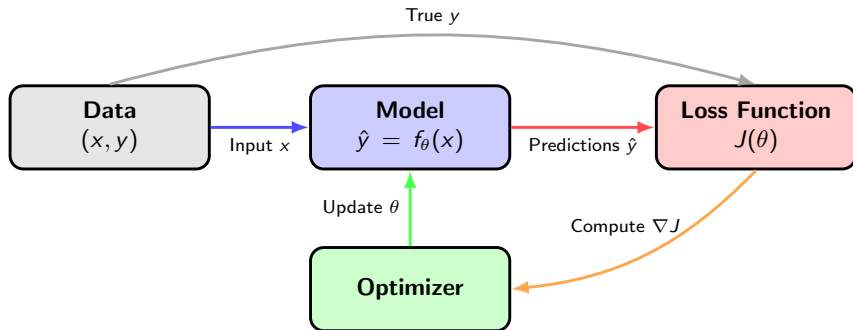 True y
Data
(x, y)
Input x
Model
ŷ = f_θ(x)
Predictions ŷ
Loss Function
J(θ)
Update θ
Compute ∇J
Optimizer